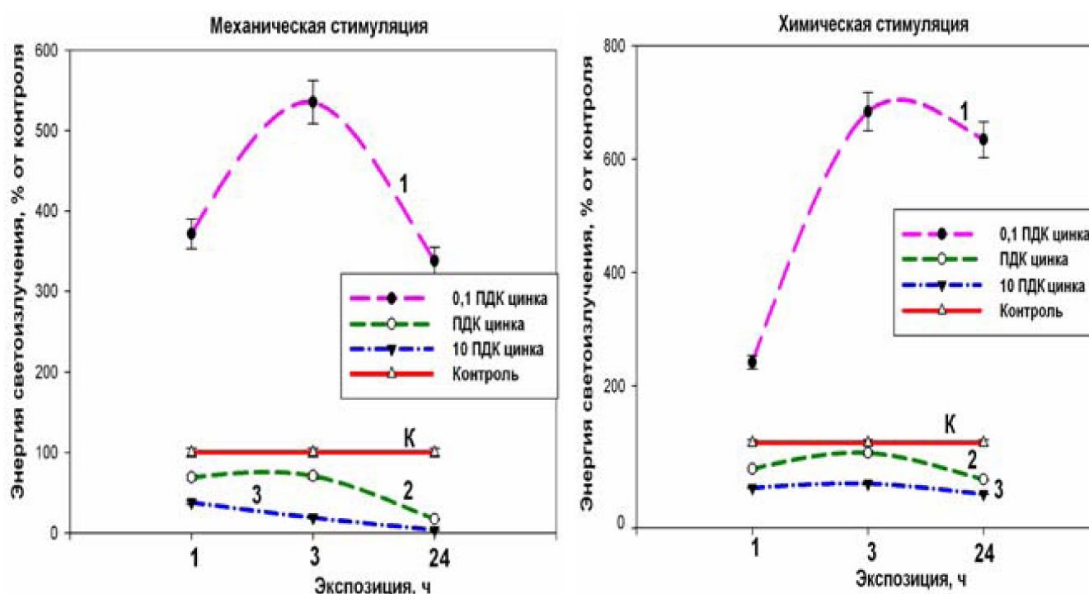 Механическая стимуляция
Энергия светоизлучения, % от контроля
600
500
400
300
200
100
0
1
0,1 ПДК цинка
ПДК цинка
10 ПДК цинка
Контроль
К
3
2
1
3
24
Экспозиция, ч
Химическая стимуляция
Энергия светоизлучения, % от контроля
800
600
400
200
0
1
0,1 ПДК цинка
ПДК цинка
10 ПДК цинка
Контроль
К
2
3
1
3
24
Экспозиция, ч